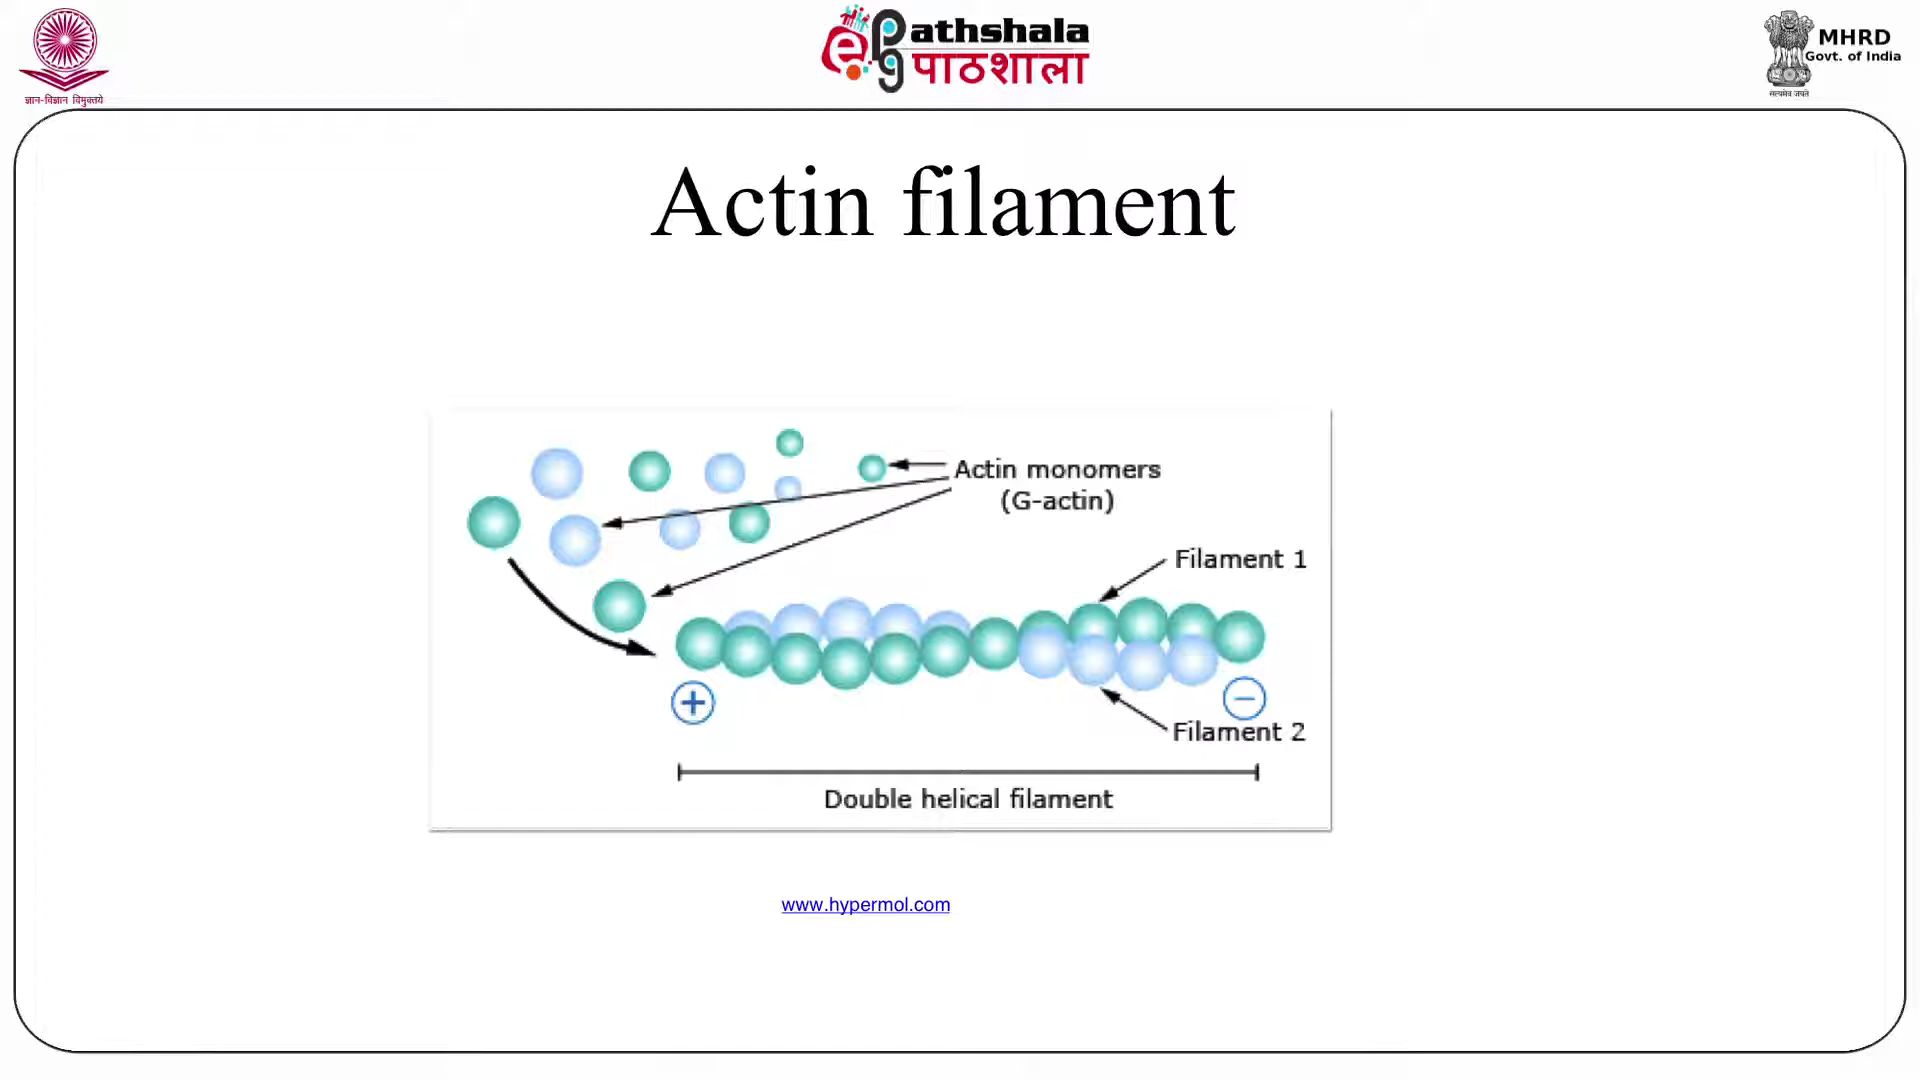 ज्ञान-विज्ञान विमुक्तये
ePathshala
पाठशाला
MHRD
Govt. of India
सत्यमेव जयते
Actin filament
Actin monomers
(G-actin)
Filament 1
+
−
Filament 2
Double helical filament
www.hypermol.com